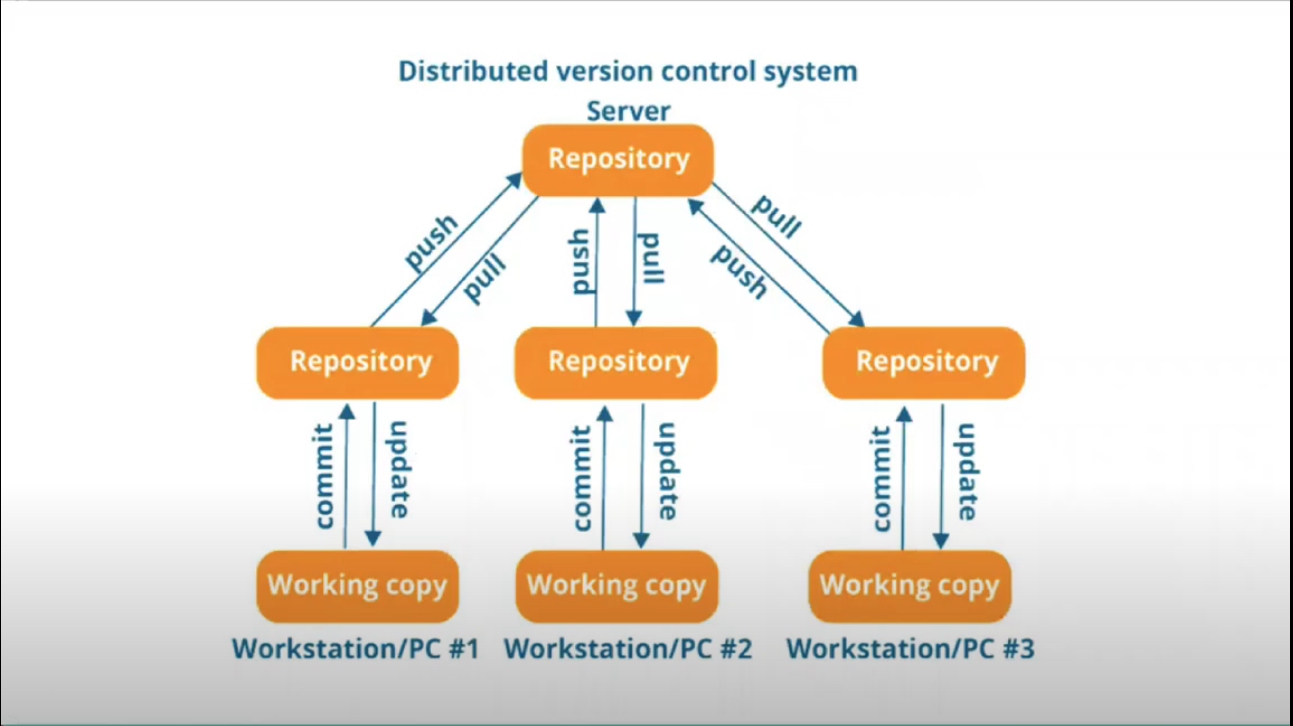 Distributed version control system
Server
Repository
push
pull
push
pull
push
pull
Repository
Repository
Repository
commit
update
commit
update
commit
update
Working copy
Working copy
Working copy
Workstation/PC #1
Workstation/PC #2
Workstation/PC #3